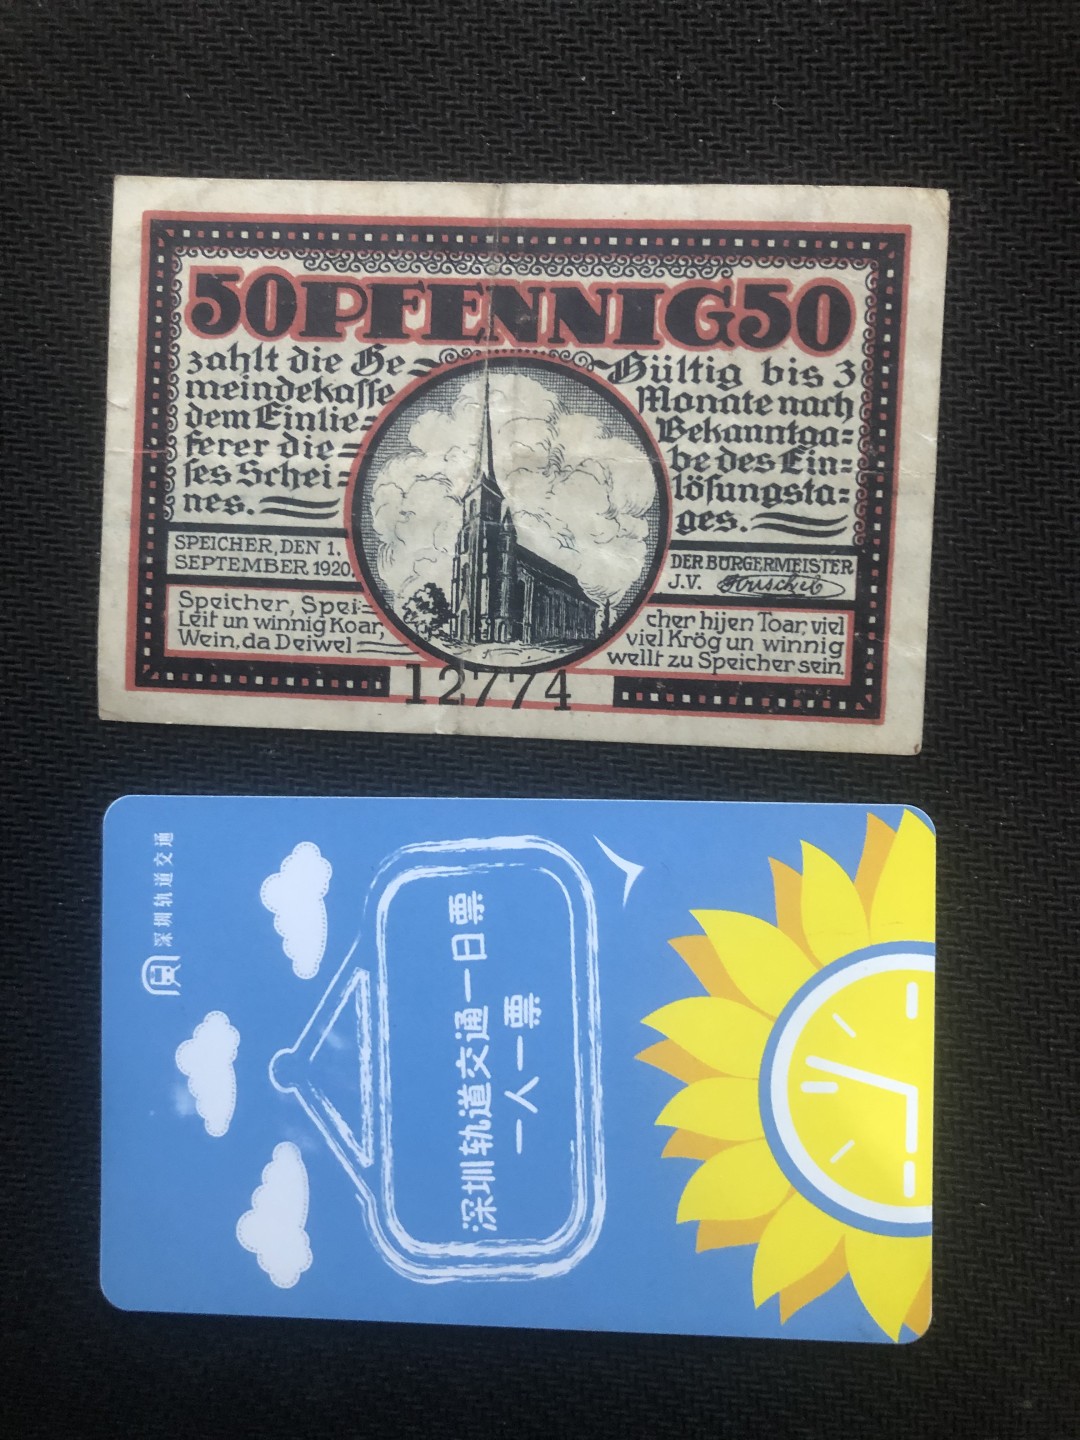 50 PFENNIG 50
zahlt die Ge-
meindekasse
dem Einlie-
ferer die-
ses Schei-
nes.
Gültig bis 3
Monate nach
Bekanntga-
be des Ein-
lösungsta-
ges.
SPEICHER, DEN 1.
SEPTEMBER 1920.
DER BÜRGERMEISTER
J.V.
Speicher, Spei-
Leit un winnig Koar,
Wein, da Deiwel
cher hijen Toar, viel
viel Krög un winnig
wellt zu Speicher sein.
12774
深圳轨道交通
深圳轨道交通一日票
一人一票